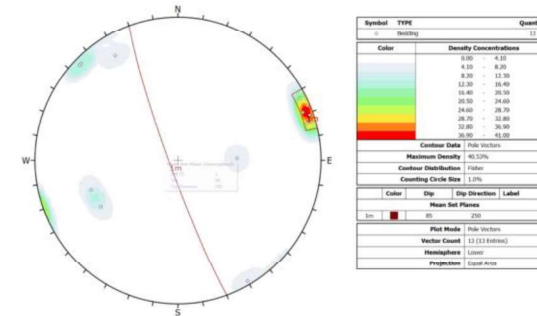 N
W
E
S
1m
Symbol TYPE Quant
Bedding 13
Color Density Concentrations
0.00 - 4.10
4.10 - 8.20
8.20 - 12.30
12.30 - 16.40
16.40 - 20.50
20.50 - 24.60
24.60 - 28.70
28.70 - 32.80
32.80 - 36.90
36.90 - 41.00
Contour Data Pole Vectors
Maximum Density 40.53%
Contour Distribution Fisher
Counting Circle Size 1.0%
Color Dip Dip Direction Label
Mean Set Planes
1m 85 250
Plot Mode Pole Vectors
Vector Count 13 (13 Entries)
Hemisphere Lower
Projection Equal Area